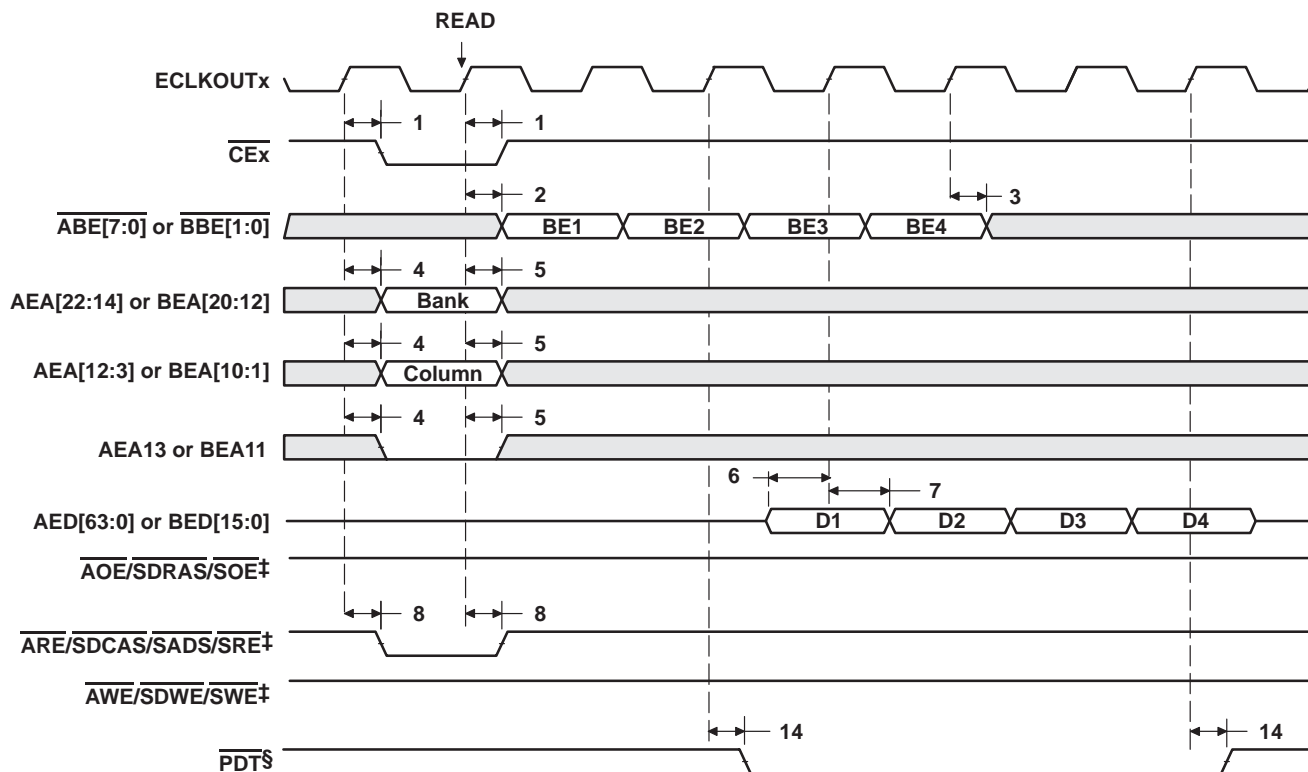 READ
ECLKOUTx
1 1
CEx
2 3
ABE[7:0] or BBE[1:0] BE1 BE2 BE3 BE4
4 5
AEA[22:14] or BEA[20:12] Bank
4 5
AEA[12:3] or BEA[10:1] Column
4 5
AEA13 or BEA11
6 7
AED[63:0] or BED[15:0] D1 D2 D3 D4
AOE/SDRAS/SOE‡
8 8
ARE/SDCAS/SADS/SRE‡
AWE/SDWE/SWE‡
14 14
PDT§